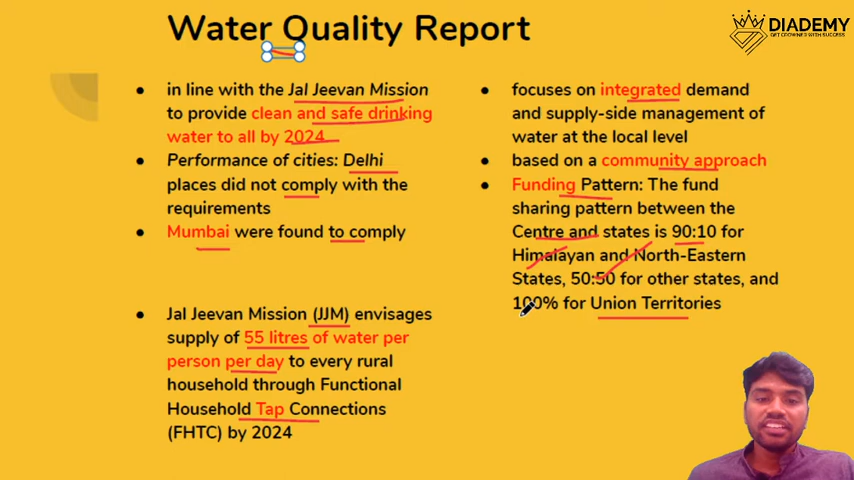 Water Quality Report
DIADEMY
GET CROWNED WITH SUCCESS
in line with the Jal Jeevan Mission
to provide clean and safe drinking
water to all by 2024
Performance of cities: Delhi
places did not comply with the
requirements
Mumbai were found to comply
Jal Jeevan Mission (JJM) envisages
supply of 55 litres of water per
person per day to every rural
household through Functional
Household Tap Connections
(FHTC) by 2024
focuses on integrated demand
and supply-side management of
water at the local level
based on a community approach
Funding Pattern: The fund
sharing pattern between the
Centre and states is 90:10 for
Himalayan and North-Eastern
States, 50:50 for other states, and
100% for Union Territories